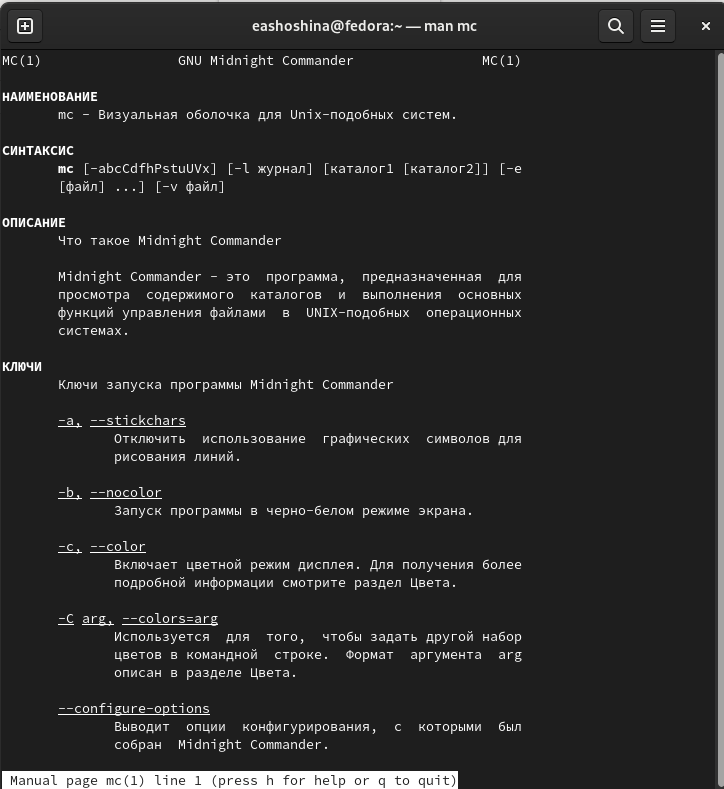 eashoshina@fedora:~ — man mc
MC(1) GNU Midnight Commander MC(1)
НАИМЕНОВАНИЕ
mc - Визуальная оболочка для Unix-подобных систем.
СИНТАКСИС
mc [-abcCdfhPstuUVx] [-l журнал] [каталог1 [каталог2]] [-e
[файл] ...] [-v файл]
ОПИСАНИЕ
Что такое Midnight Commander
Midnight Commander - это программа, предназначенная для
просмотра содержимого каталогов и выполнения основных
функций управления файлами в UNIX-подобных операционных
системах.
КЛЮЧИ
Ключи запуска программы Midnight Commander
-a, --stickchars
Отключить использование графических символов для
рисования линий.
-b, --nocolor
Запуск программы в черно-белом режиме экрана.
-c, --color
Включает цветной режим дисплея. Для получения более
подробной информации смотрите раздел Цвета.
-C arg, --colors=arg
Используется для того, чтобы задать другой набор
цветов в командной строке. Формат аргумента arg
описан в разделе Цвета.
--configure-options
Выводит опции конфигурирования, с которыми был
собран Midnight Commander.
Manual page mc(1) line 1 (press h for help or q to quit)